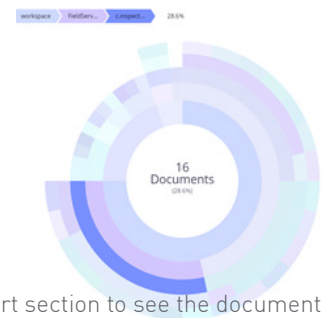 workspace FieldServ... c.inspect... 28.6%
16
Documents
(28.6%)
rt section to see the document